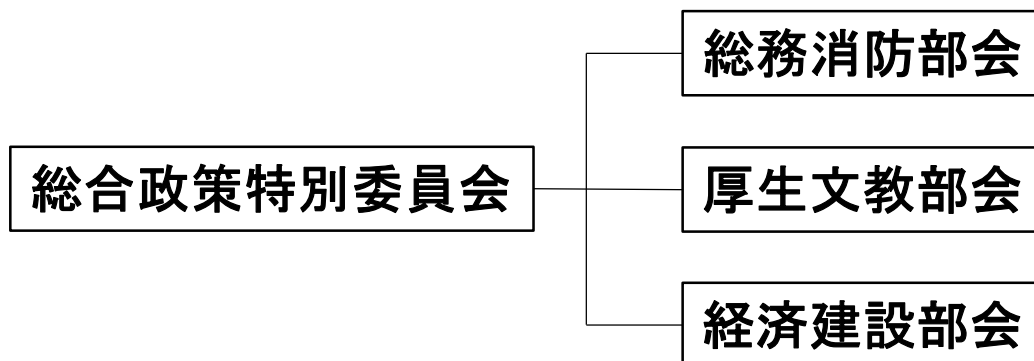 総務消防部会
総合政策特別委員会
厚生文教部会
経済建設部会